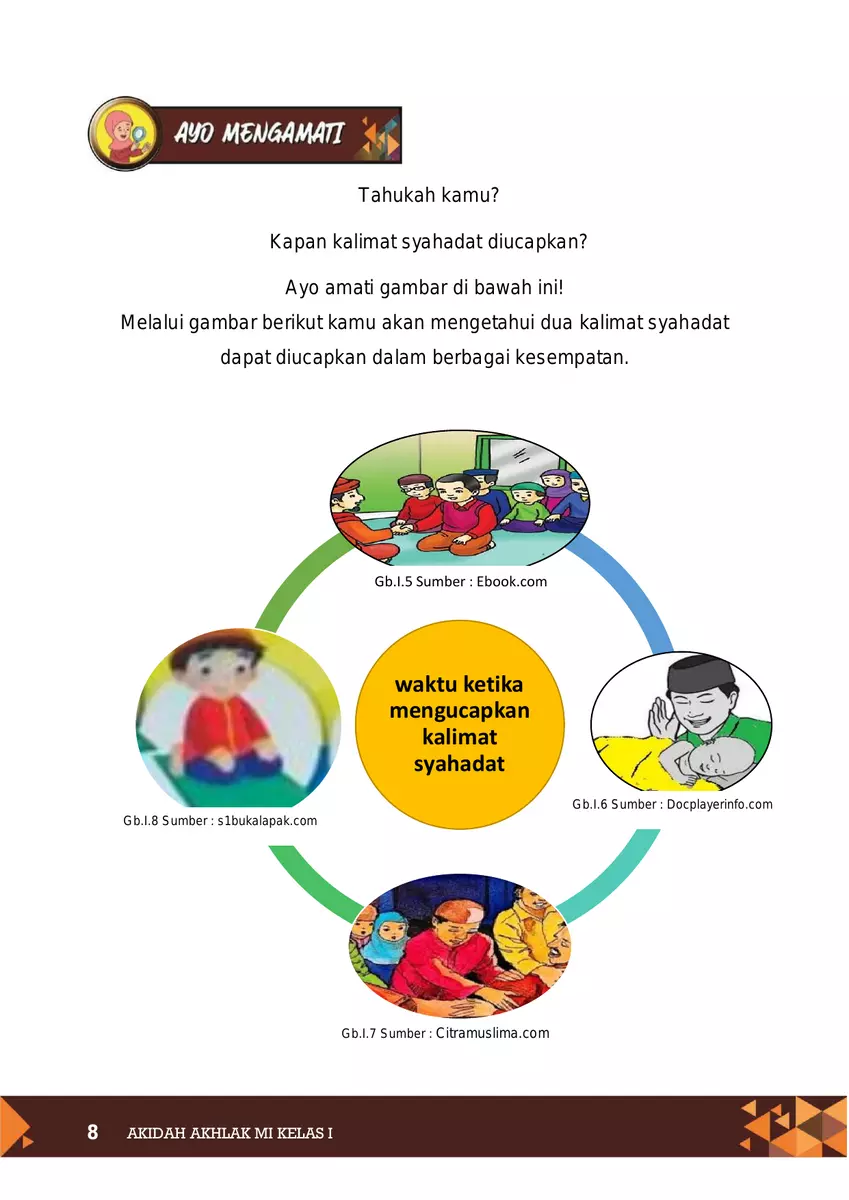 AYO MENGAMATI
Tahukah kamu?
Kapan kalimat syahadat diucapkan?
Ayo amati gambar di bawah ini!
Melalui gambar berikut kamu akan mengetahui dua kalimat syahadat
dapat diucapkan dalam berbagai kesempatan.
Gb.I.5 Sumber : Ebook.com
waktu ketika
mengucapkan
kalimat
syahadat
Gb.I.6 Sumber : Docplayerinfo.com
Gb.I.8 Sumber : s1bukalapak.com
Gb.I.7 Sumber : Citramuslima.com
8 AKIDAH AKHLAK MI KELAS I